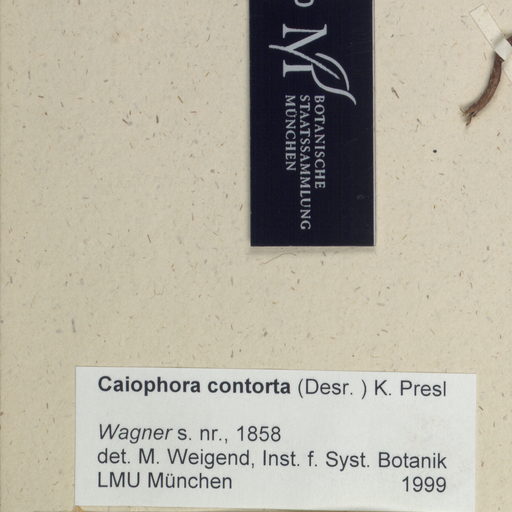 M
BOTANISCHE
STAATSSAMMLUNG
MÜNCHEN
Caiophora contorta (Desr. ) K. Presl
Wagner s. nr., 1858
det. M. Weigend, Inst. f. Syst. Botanik
LMU München 1999